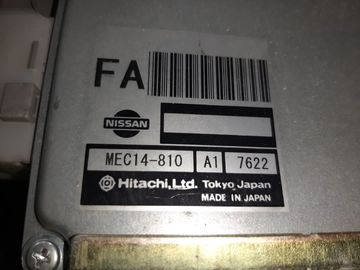 FA
NISSAN
MEC14-810 A1 7622
Hitachi, Ltd. Tokyo Japan
MADE IN JAPAN